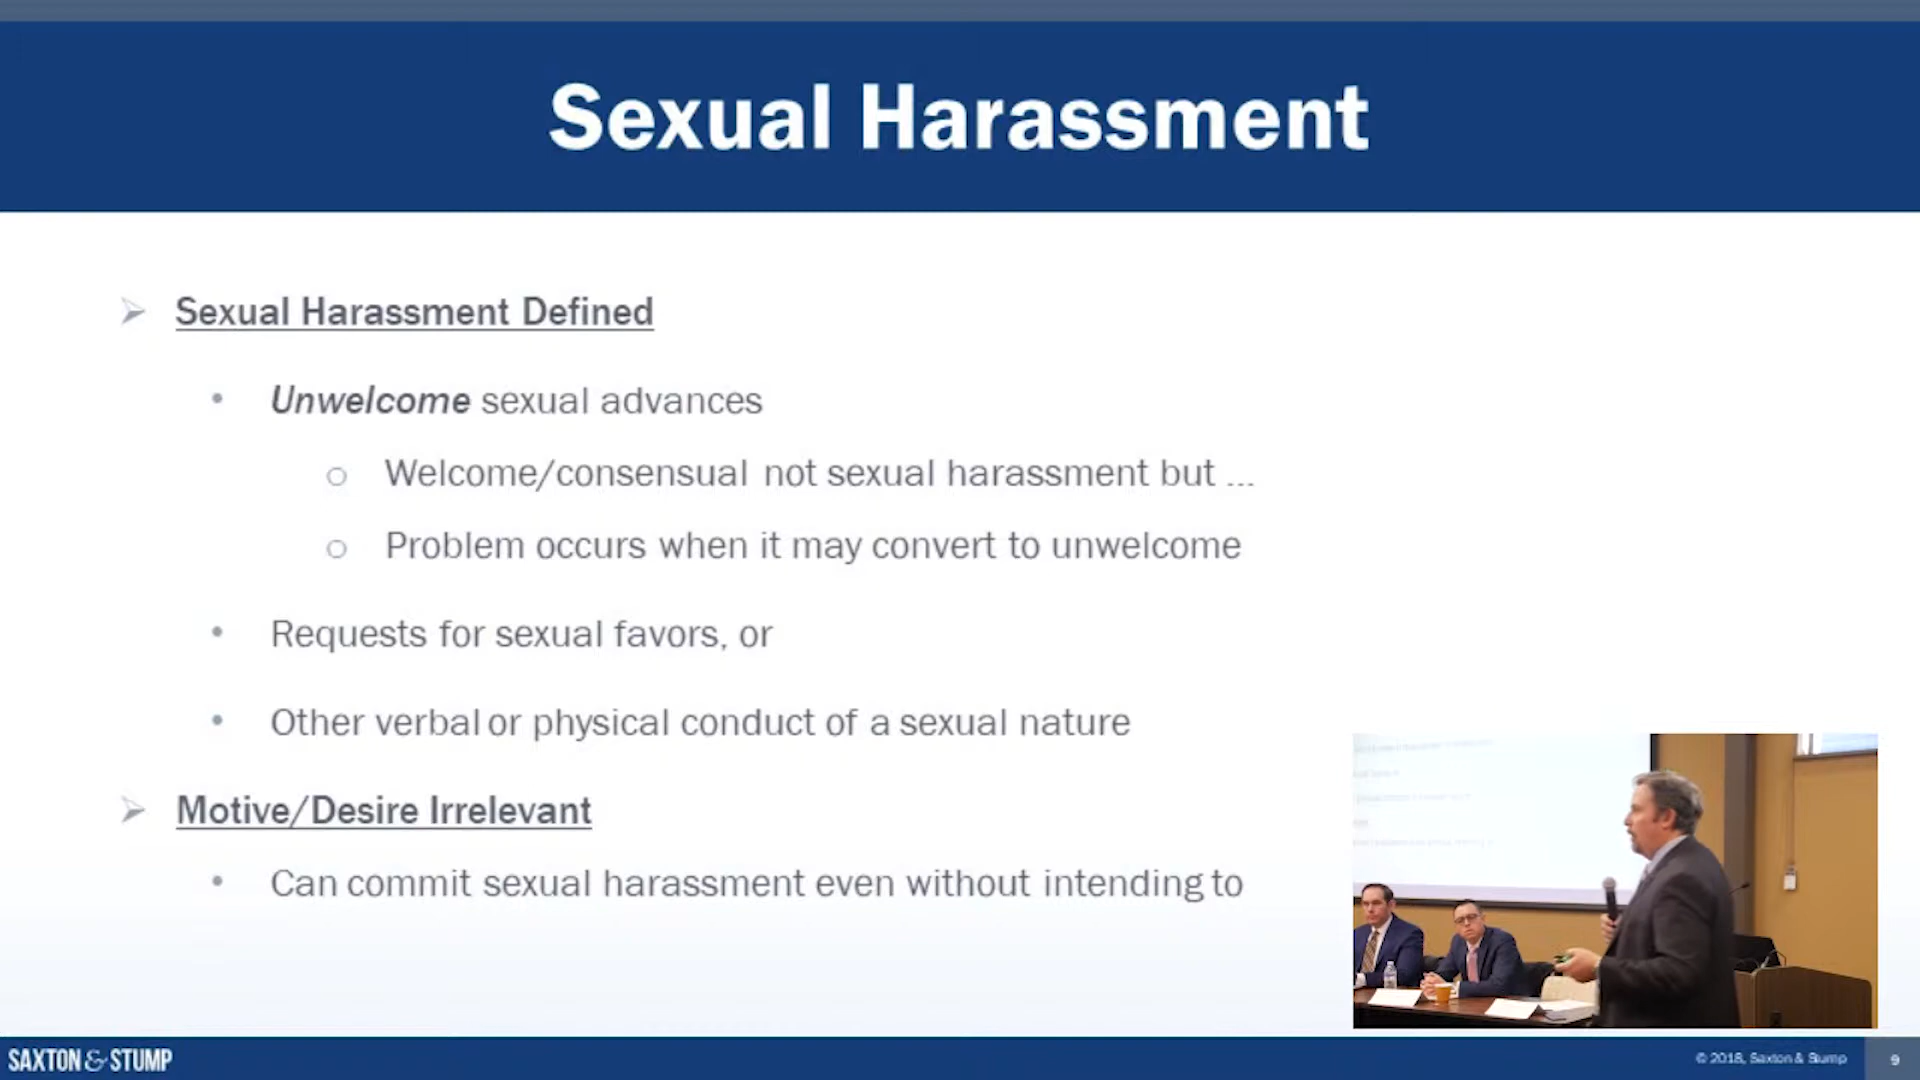 Sexual Harassment
Sexual Harassment Defined
Unwelcome sexual advances
Welcome/consensual not sexual harassment but ...
Problem occurs when it may convert to unwelcome
Requests for sexual favors, or
Other verbal or physical conduct of a sexual nature
Motive/Desire Irrelevant
Can commit sexual harassment even without intending to
SAXTON & STUMP
© 2018, Saxton & Stump
9